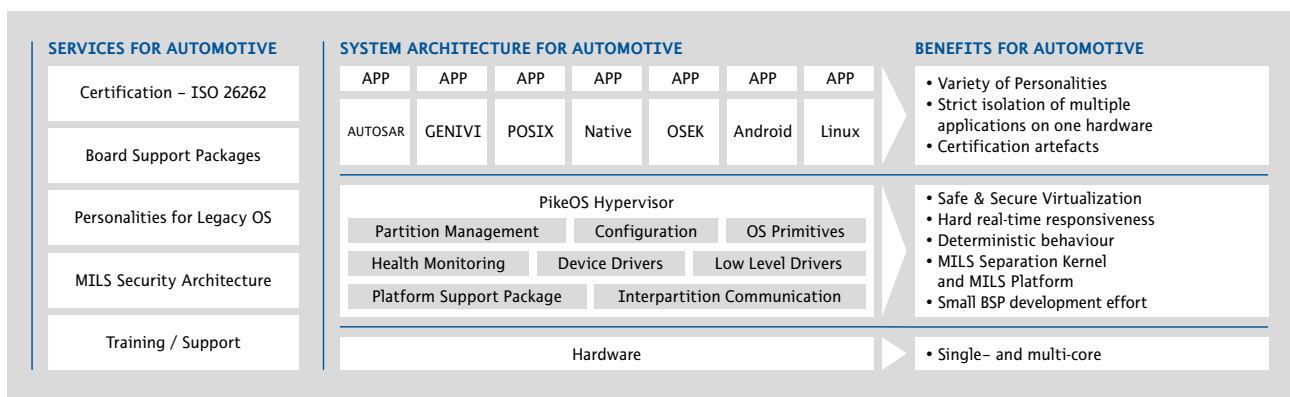 SERVICES FOR AUTOMOTIVE
Certification – ISO 26262
Board Support Packages
Personalities for Legacy OS
MILS Security Architecture
Training / Support
SYSTEM ARCHITECTURE FOR AUTOMOTIVE
APP APP APP APP APP APP APP
AUTOSAR GENIVI POSIX Native OSEK Android Linux
PikeOS Hypervisor
Partition Management Configuration OS Primitives
Health Monitoring Device Drivers Low Level Drivers
Platform Support Package Interpartition Communication
Hardware
BENEFITS FOR AUTOMOTIVE
• Variety of Personalities
• Strict isolation of multiple
applications on one hardware
• Certification artefacts
• Safe & Secure Virtualization
• Hard real-time responsiveness
• Deterministic behaviour
• MILS Separation Kernel
and MILS Platform
• Small BSP development effort
• Single– and multi-core